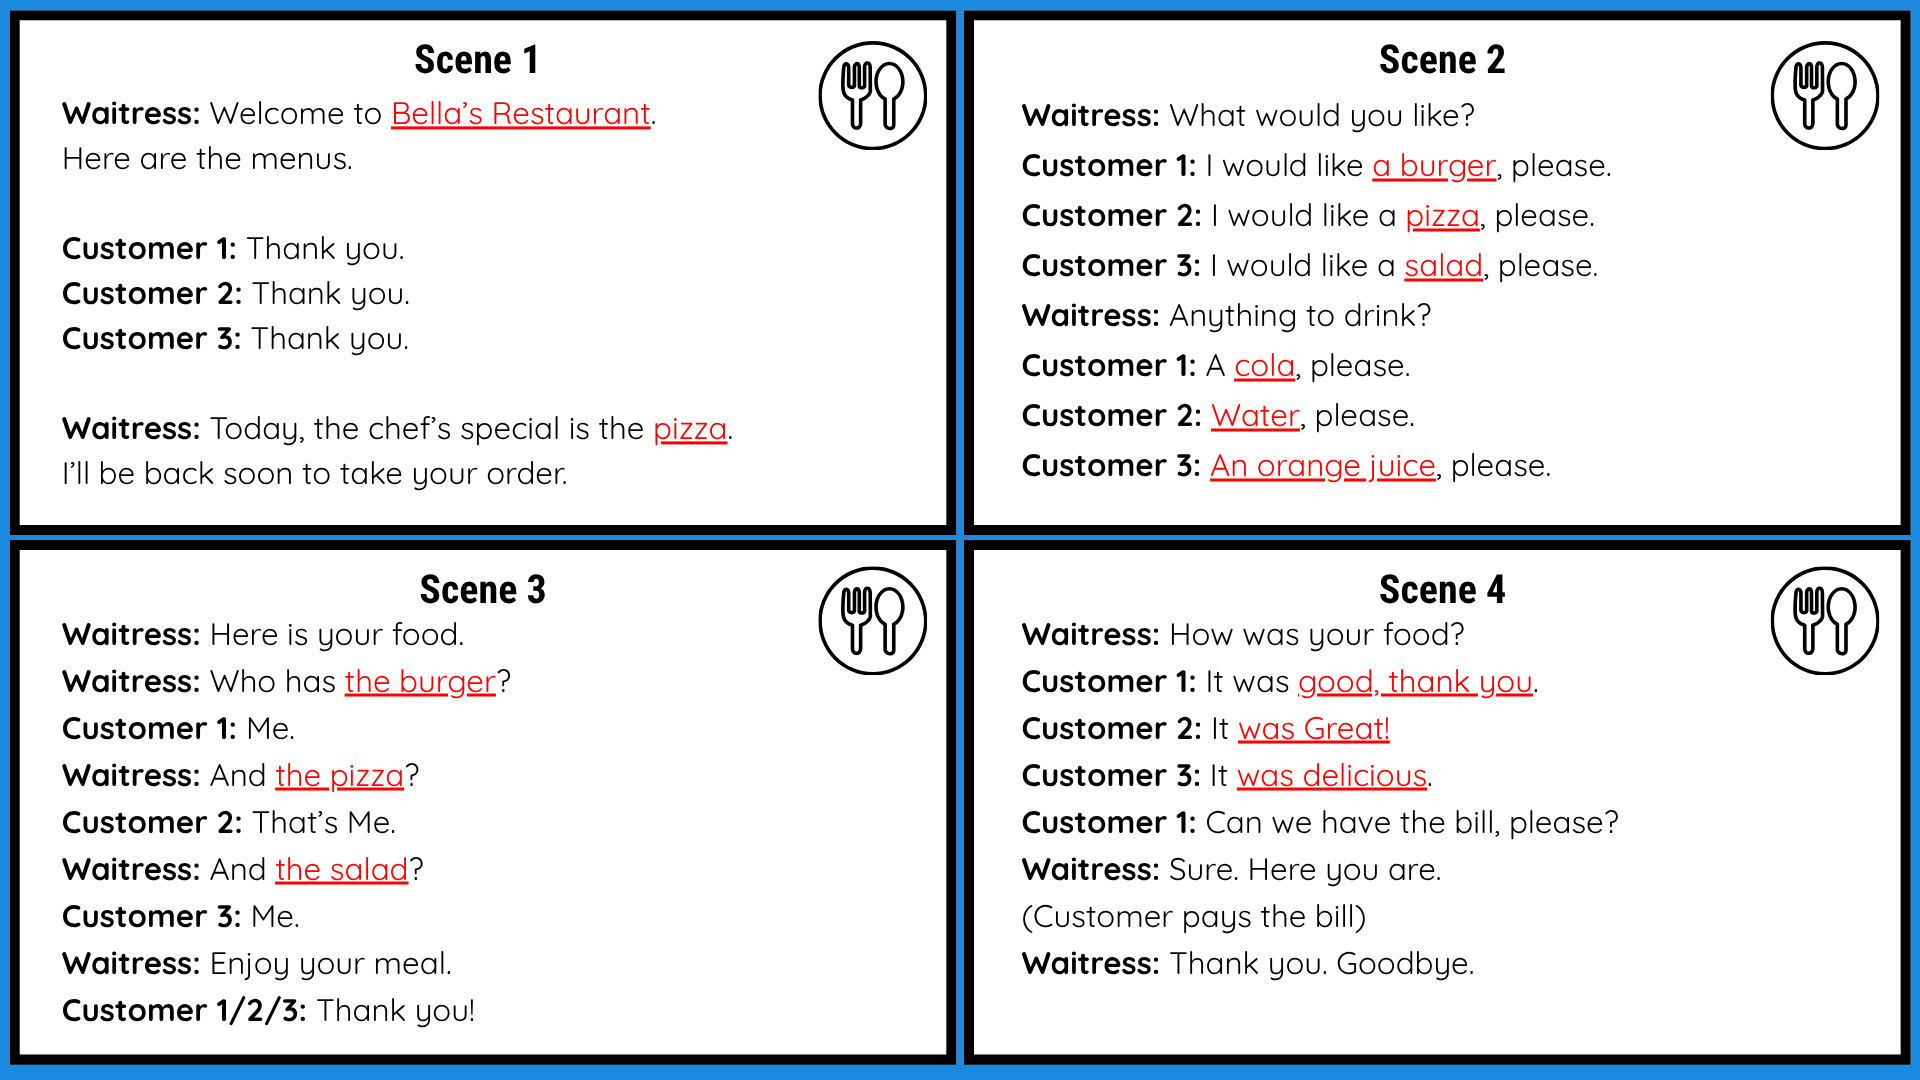 Scene 1
Waitress: Welcome to Bella’s Restaurant.
Here are the menus.
Customer 1: Thank you.
Customer 2: Thank you.
Customer 3: Thank you.
Waitress: Today, the chef’s special is the pizza.
I’ll be back soon to take your order.
Scene 2
Waitress: What would you like?
Customer 1: I would like a burger, please.
Customer 2: I would like a pizza, please.
Customer 3: I would like a salad, please.
Waitress: Anything to drink?
Customer 1: A cola, please.
Customer 2: Water, please.
Customer 3: An orange juice, please.
Scene 3
Waitress: Here is your food.
Waitress: Who has the burger?
Customer 1: Me.
Waitress: And the pizza?
Customer 2: That’s Me.
Waitress: And the salad?
Customer 3: Me.
Waitress: Enjoy your meal.
Customer 1/2/3: Thank you!
Scene 4
Waitress: How was your food?
Customer 1: It was good, thank you.
Customer 2: It was Great!
Customer 3: It was delicious.
Customer 1: Can we have the bill, please?
Waitress: Sure. Here you are.
(Customer pays the bill)
Waitress: Thank you. Goodbye.